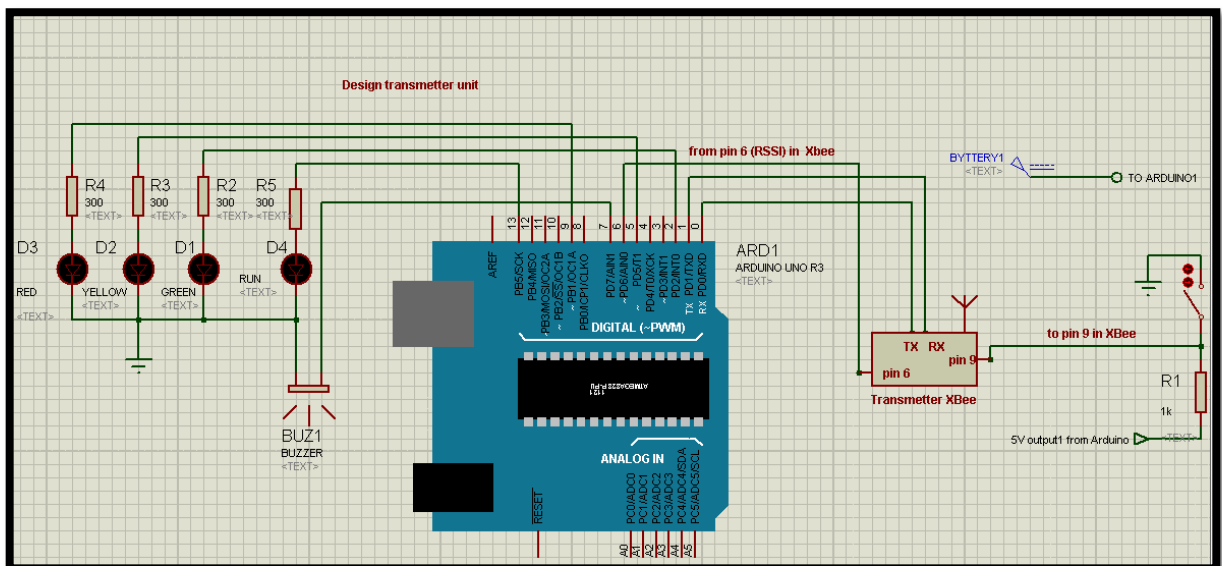 Design transmetter unit
from pin 6 (RSSI) in Xbee
BYTTERY1
<TEXT>
TO ARDUINO1
R4
300
<TEXT>
R3
300
<TEXT>
R2
300
<TEXT>
R5
300
<TEXT>
D3
RED
<TEXT>
D2
YELLOW
<TEXT>
D1
GREEN
<TEXT>
D4
RUN
<TEXT>
BUZ1
BUZZER
<TEXT>
13
12
11
10
9
8
7
6
5
4
3
2
1
0
AREF
PB5/SCK
PB4/MISO
PB3/MOSI/OC2A
~ PB2/SS/OC1B
~ PB1/OC1A
PB0/ICP1/CLKO
PD7/AIN1
~ PD6/AIN0
~ PD5/T1
PD4/T0/XCK
~ PD3/INT1
PD2/INT0
TX PD1/TXD
RX PD0/RXD
DIGITAL (~PWM)
ARD1
ARDUINO UNO R3
<TEXT>
1121
ANALOG IN
RESET
PC0/ADC0
PC1/ADC1
PC2/ADC2
PC3/ADC3
PC4/ADC4/SDA
PC5/ADC5/SCL
A0
A1
A2
A3
A4
A5
TX RX
pin 9
pin 6
Transmetter XBee
to pin 9 in XBee
R1
1k
<TEXT>
5V output1 from Arduino